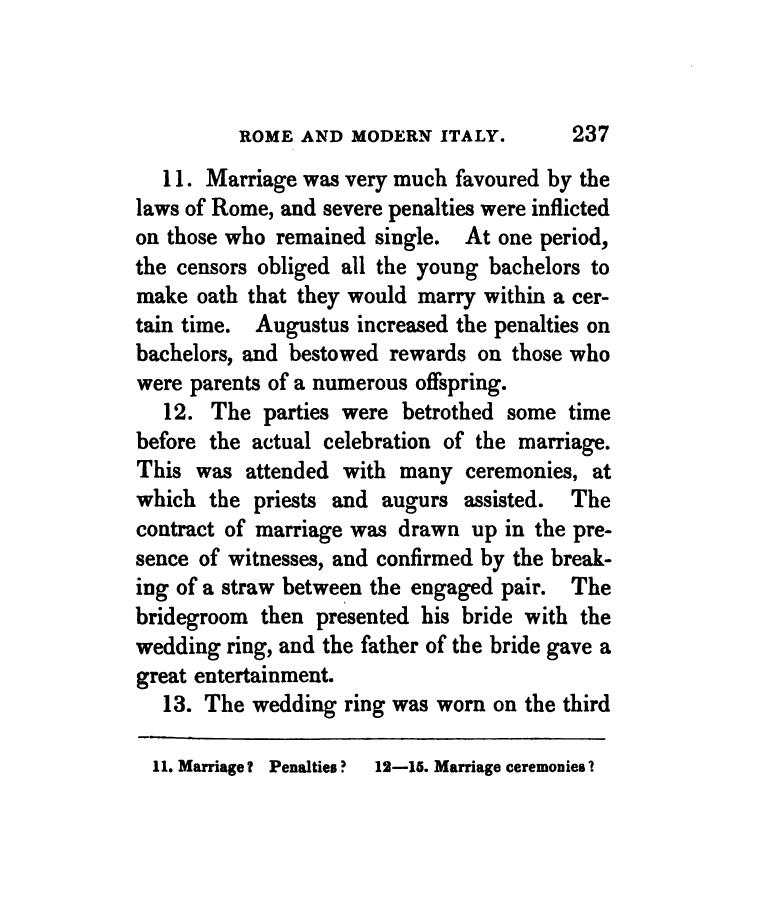 ROME AND MODERN ITALY. 237
11. Marriage was very much favoured by the
laws of Rome, and severe penalties were inflicted
on those who remained single. At one period,
the censors obliged all the young bachelors to
make oath that they would marry within a cer-
tain time. Augustus increased the penalties on
bachelors, and bestowed rewards on those who
were parents of a numerous offspring.
12. The parties were betrothed some time
before the actual celebration of the marriage.
This was attended with many ceremonies, at
which the priests and augurs assisted. The
contract of marriage was drawn up in the pre-
sence of witnesses, and confirmed by the break-
ing of a straw between the engaged pair. The
bridegroom then presented his bride with the
wedding ring, and the father of the bride gave a
great entertainment.
13. The wedding ring was worn on the third
11. Marriage? Penalties? 12—15. Marriage ceremonies?